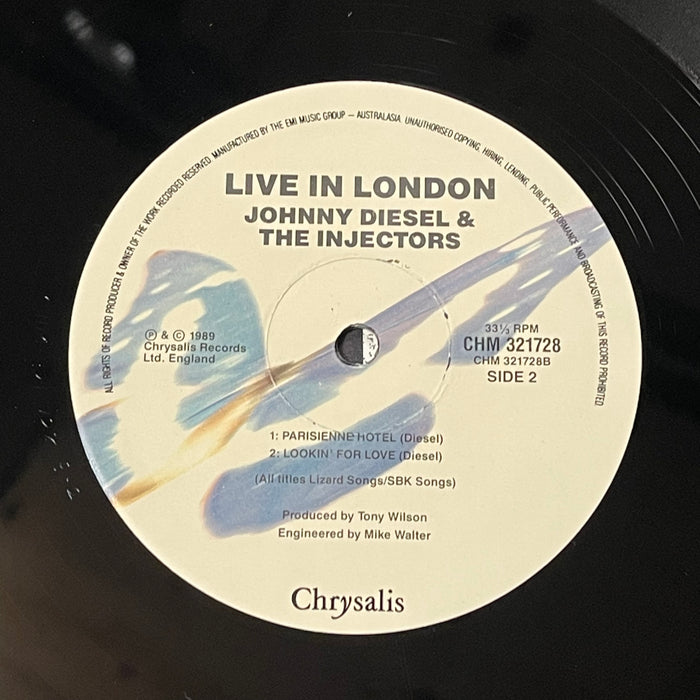 ALL RIGHTS OF RECORD PRODUCER & OWNER OF THE WORK RECORDED RESERVED. MANUFACTURED BY THE EMI MUSIC GROUP – AUSTRALASIA. UNAUTHORISED COPYING, HIRING, LENDING, PUBLIC PERFORMANCE AND BROADCASTING OF THIS RECORD PROHIBITED
LIVE IN LONDON
JOHNNY DIESEL &
THE INJECTORS
Ⓟ & © 1989
Chrysalis Records
Ltd. England
33⅓ RPM
CHM 321728
CHM 321728B
SIDE 2
1: PARISIENNE HOTEL (Diesel)
2: LOOKIN' FOR LOVE (Diesel)
(All titles Lizard Songs/SBK Songs)
Produced by Tony Wilson
Engineered by Mike Walter
Chrysalis